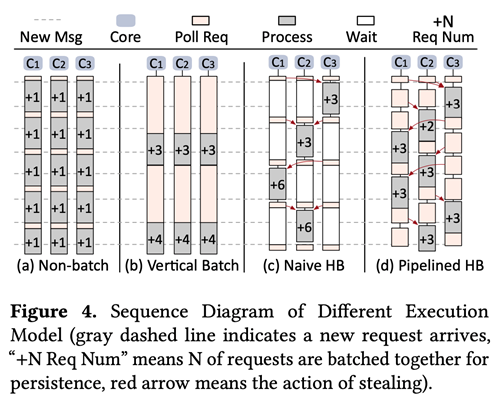 New Msg Core Poll Req Process Wait +N Req Num
C1 C2 C3 C1 C2 C3 C1 C2 C3 C1 C2 C3
+1 +1 +1
+1 +1 +1
+1 +1 +1
+1 +1 +1
+1 +1 +1
(a) Non-batch
+3 +3 +3
+4 +4 +4
(b) Vertical Batch
+3
+3
+6
+6
(c) Naive HB
+3
+2
+3
+3
+3
+3
+3
(d) Pipelined HB
Figure 4. Sequence Diagram of Different Execution
Model (gray dashed line indicates a new request arrives,
“+N Req Num” means N of requests are batched together for
persistence, red arrow means the action of stealing).